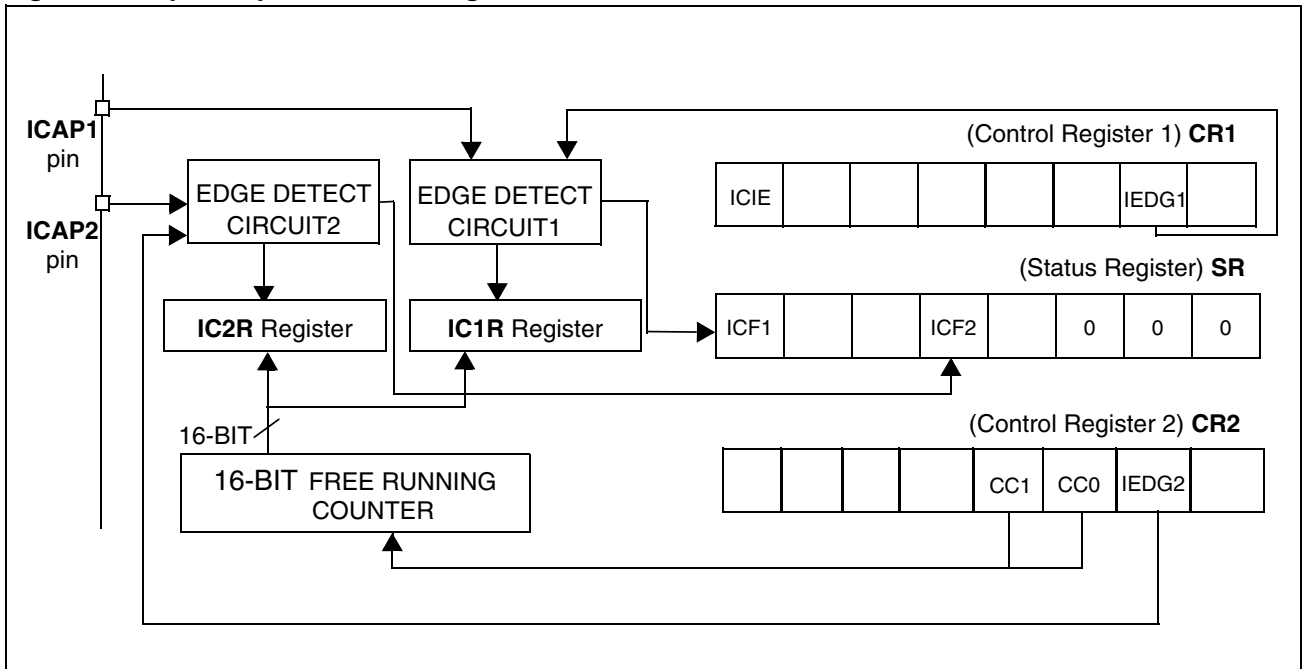 ICAP1
pin
ICAP2
pin
EDGE DETECT
CIRCUIT2
EDGE DETECT
CIRCUIT1
IC2R Register
IC1R Register
16-BIT
16-BIT FREE RUNNING
COUNTER
(Control Register 1) CR1
ICIE
IEDG1
(Status Register) SR
ICF1
ICF2
0
0
0
(Control Register 2) CR2
CC1
CC0
IEDG2